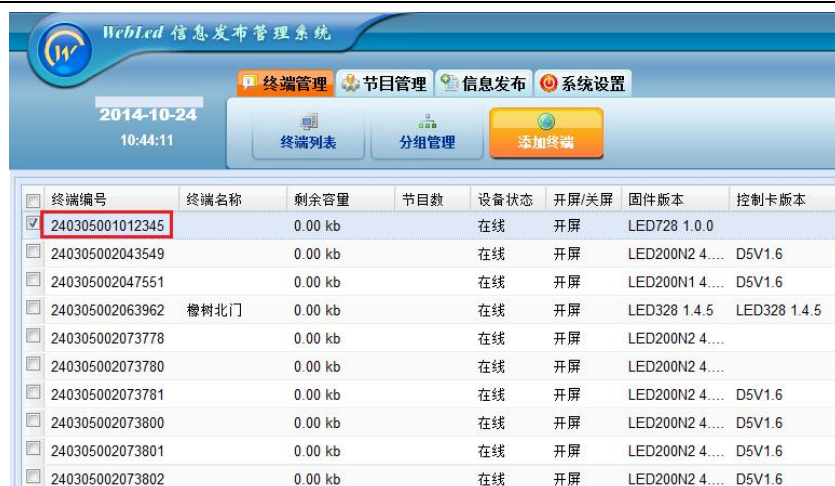 WebLed 信息发布管理系统
终端管理 节目管理 信息发布 系统设置
2014-10-24
10:44:11
终端列表 分组管理 添加终端
终端编号 终端名称 剩余容量 节目数 设备状态 开屏/关屏 固件版本 控制卡版本
240305001012345 0.00 kb 在线 开屏 LED728 1.0.0
240305002043549 0.00 kb 在线 开屏 LED200N2 4.... D5V1.6
240305002047551 0.00 kb 在线 开屏 LED200N1 4.... D5V1.6
240305002063962 橡树北门 0.00 kb 在线 开屏 LED328 1.4.5 LED328 1.4.5
240305002073778 0.00 kb 在线 开屏 LED200N2 4....
240305002073780 0.00 kb 在线 开屏 LED200N2 4....
240305002073781 0.00 kb 在线 开屏 LED200N2 4.... D5V1.6
240305002073800 0.00 kb 在线 开屏 LED200N2 4.... D5V1.6
240305002073801 0.00 kb 在线 开屏 LED200N2 4.... D5V1.6
240305002073802 0.00 kb 在线 开屏 LED200N2 4.... D5V1.6